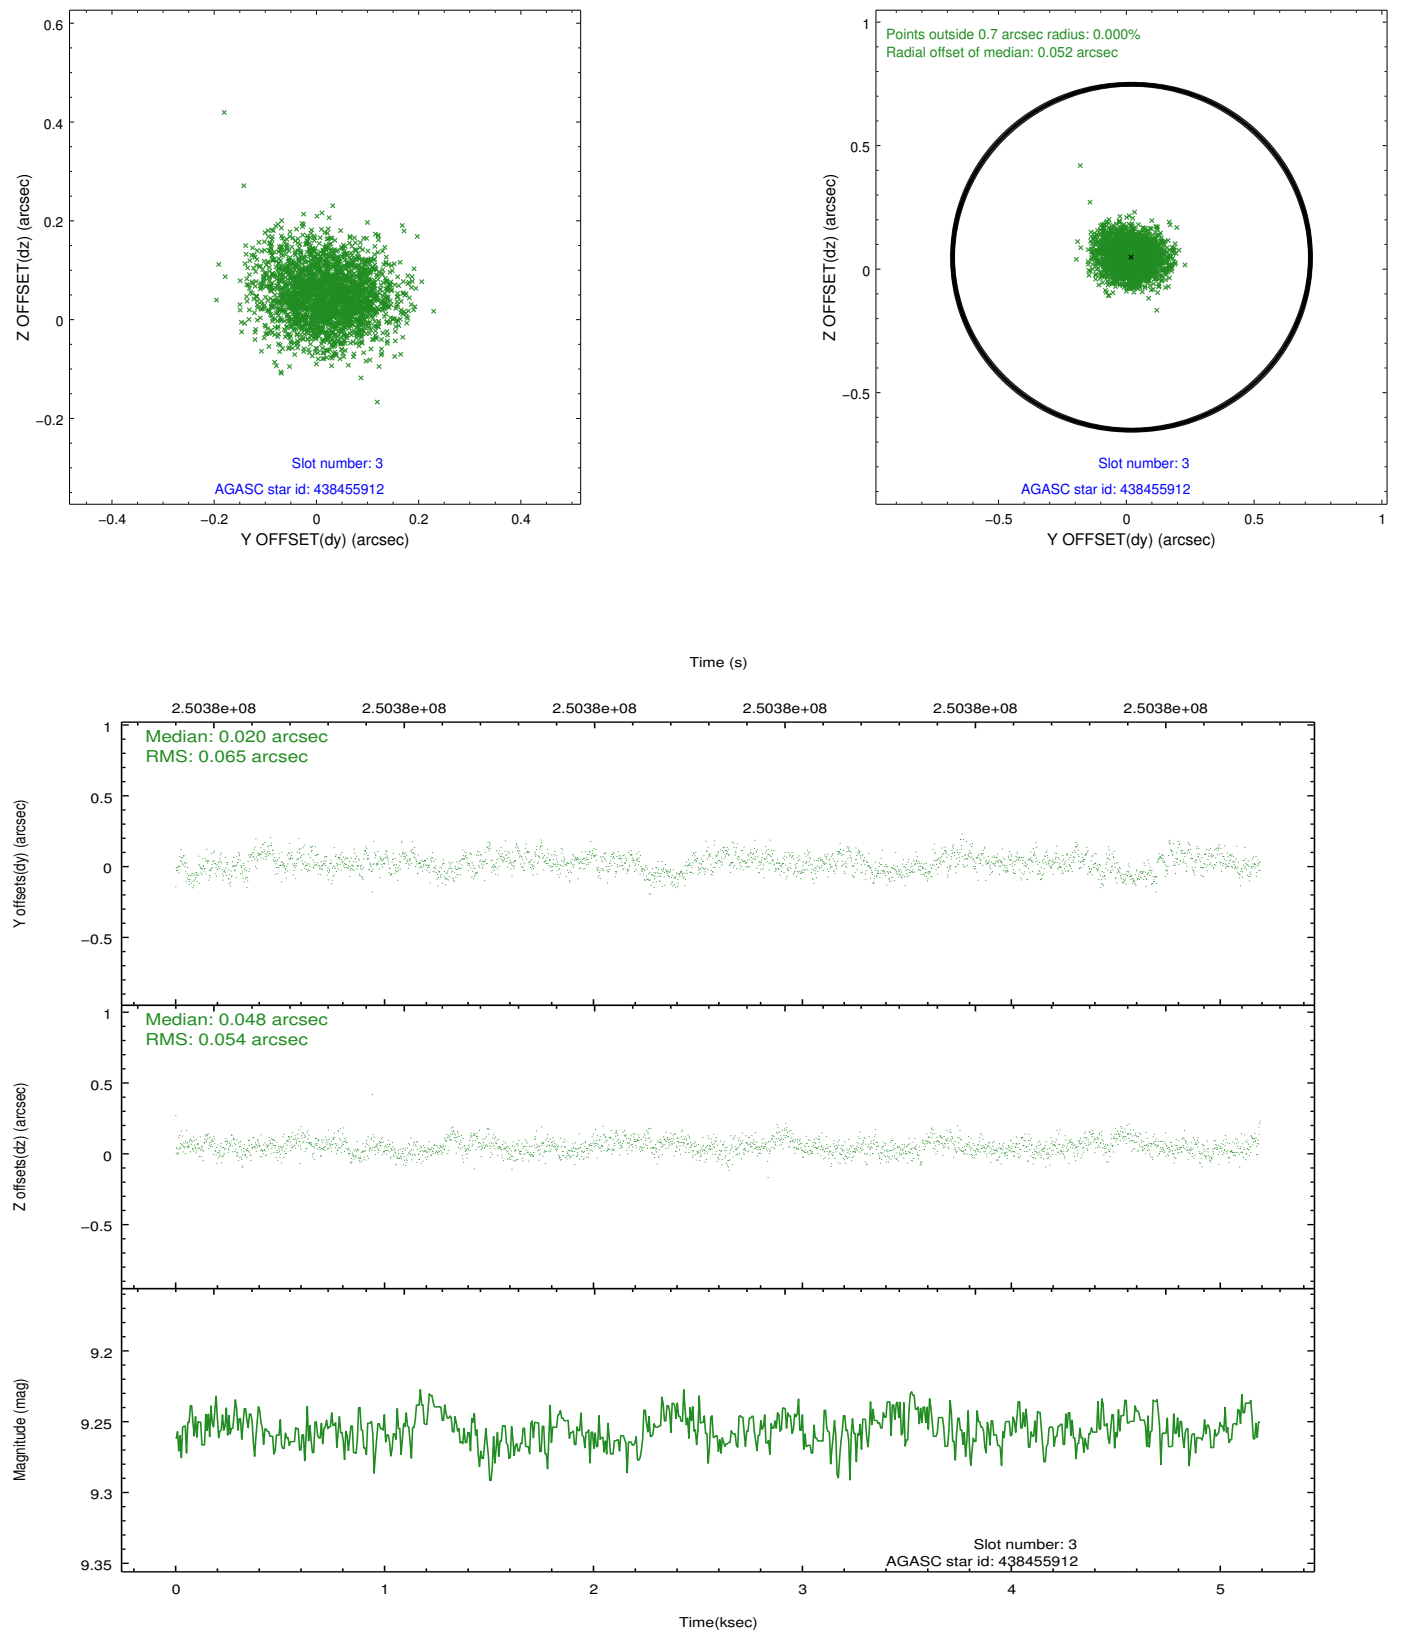 0.6
0.4
0.2
0
−0.2
Z OFFSET(dz) (arcsec)
Slot number: 3
AGASC star id: 438455912
−0.4 −0.2 0 0.2 0.4
Y OFFSET(dy) (arcsec)
Points outside 0.7 arcsec radius: 0.000%
Radial offset of median: 0.052 arcsec
1
0.5
0
−0.5
Z OFFSET(dz) (arcsec)
Slot number: 3
AGASC star id: 438455912
−0.5 0 0.5 1
Y OFFSET(dy) (arcsec)
Time (s)
2.5038e+08 2.5038e+08 2.5038e+08 2.5038e+08 2.5038e+08 2.5038e+08
Median: 0.020 arcsec
RMS: 0.065 arcsec
1
0.5
0
−0.5
Y offsets(dy) (arcsec)
Median: 0.048 arcsec
RMS: 0.054 arcsec
1
0.5
0
−0.5
Z offsets(dz) (arcsec)
9.2
9.25
9.3
9.35
Magnitude (mag)
Slot number: 3
AGASC star id: 438455912
0 1 2 3 4 5
Time(ksec)